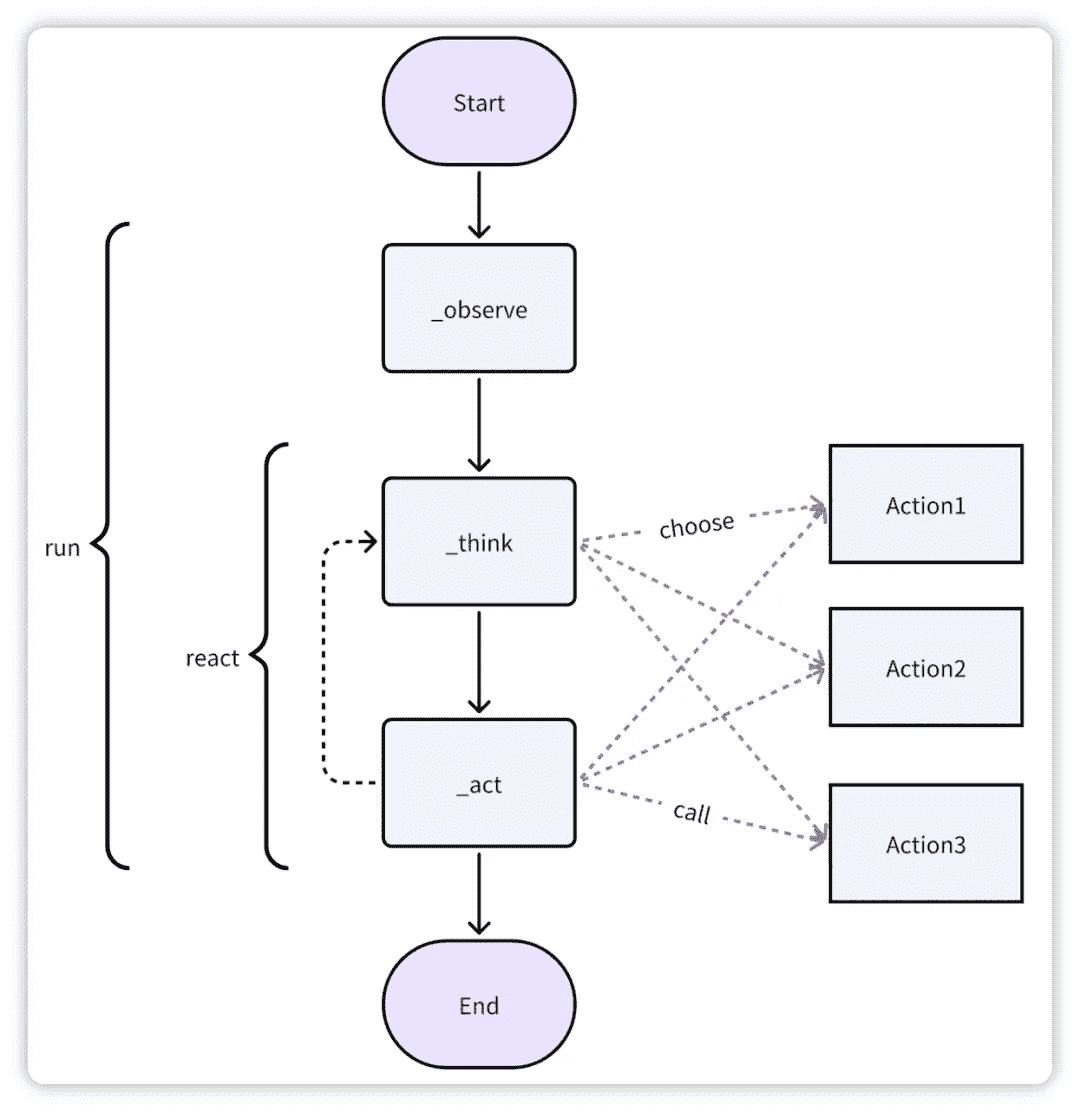 Start
_observe
_think
choose
Action1
run
react
Action2
_act
call
Action3
End